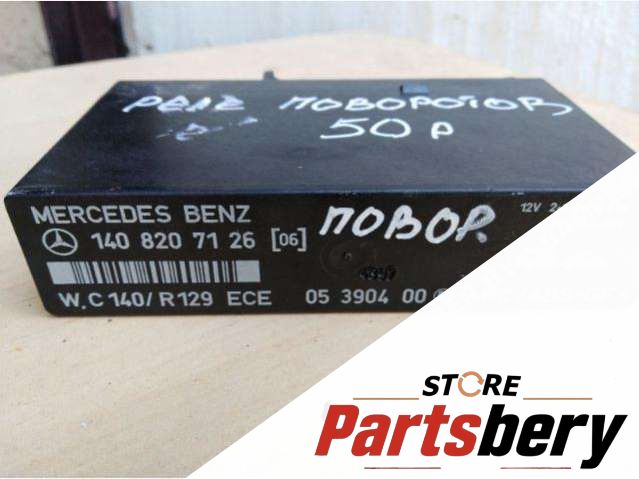 РЕЛЕ ПОВОРОТОВ
50 р
MERCEDES BENZ
ПОВОР.
12V
140 820 71 26 [06]
W,C 140/ R129 ECE
05 3904 00
STORE
Partsbery